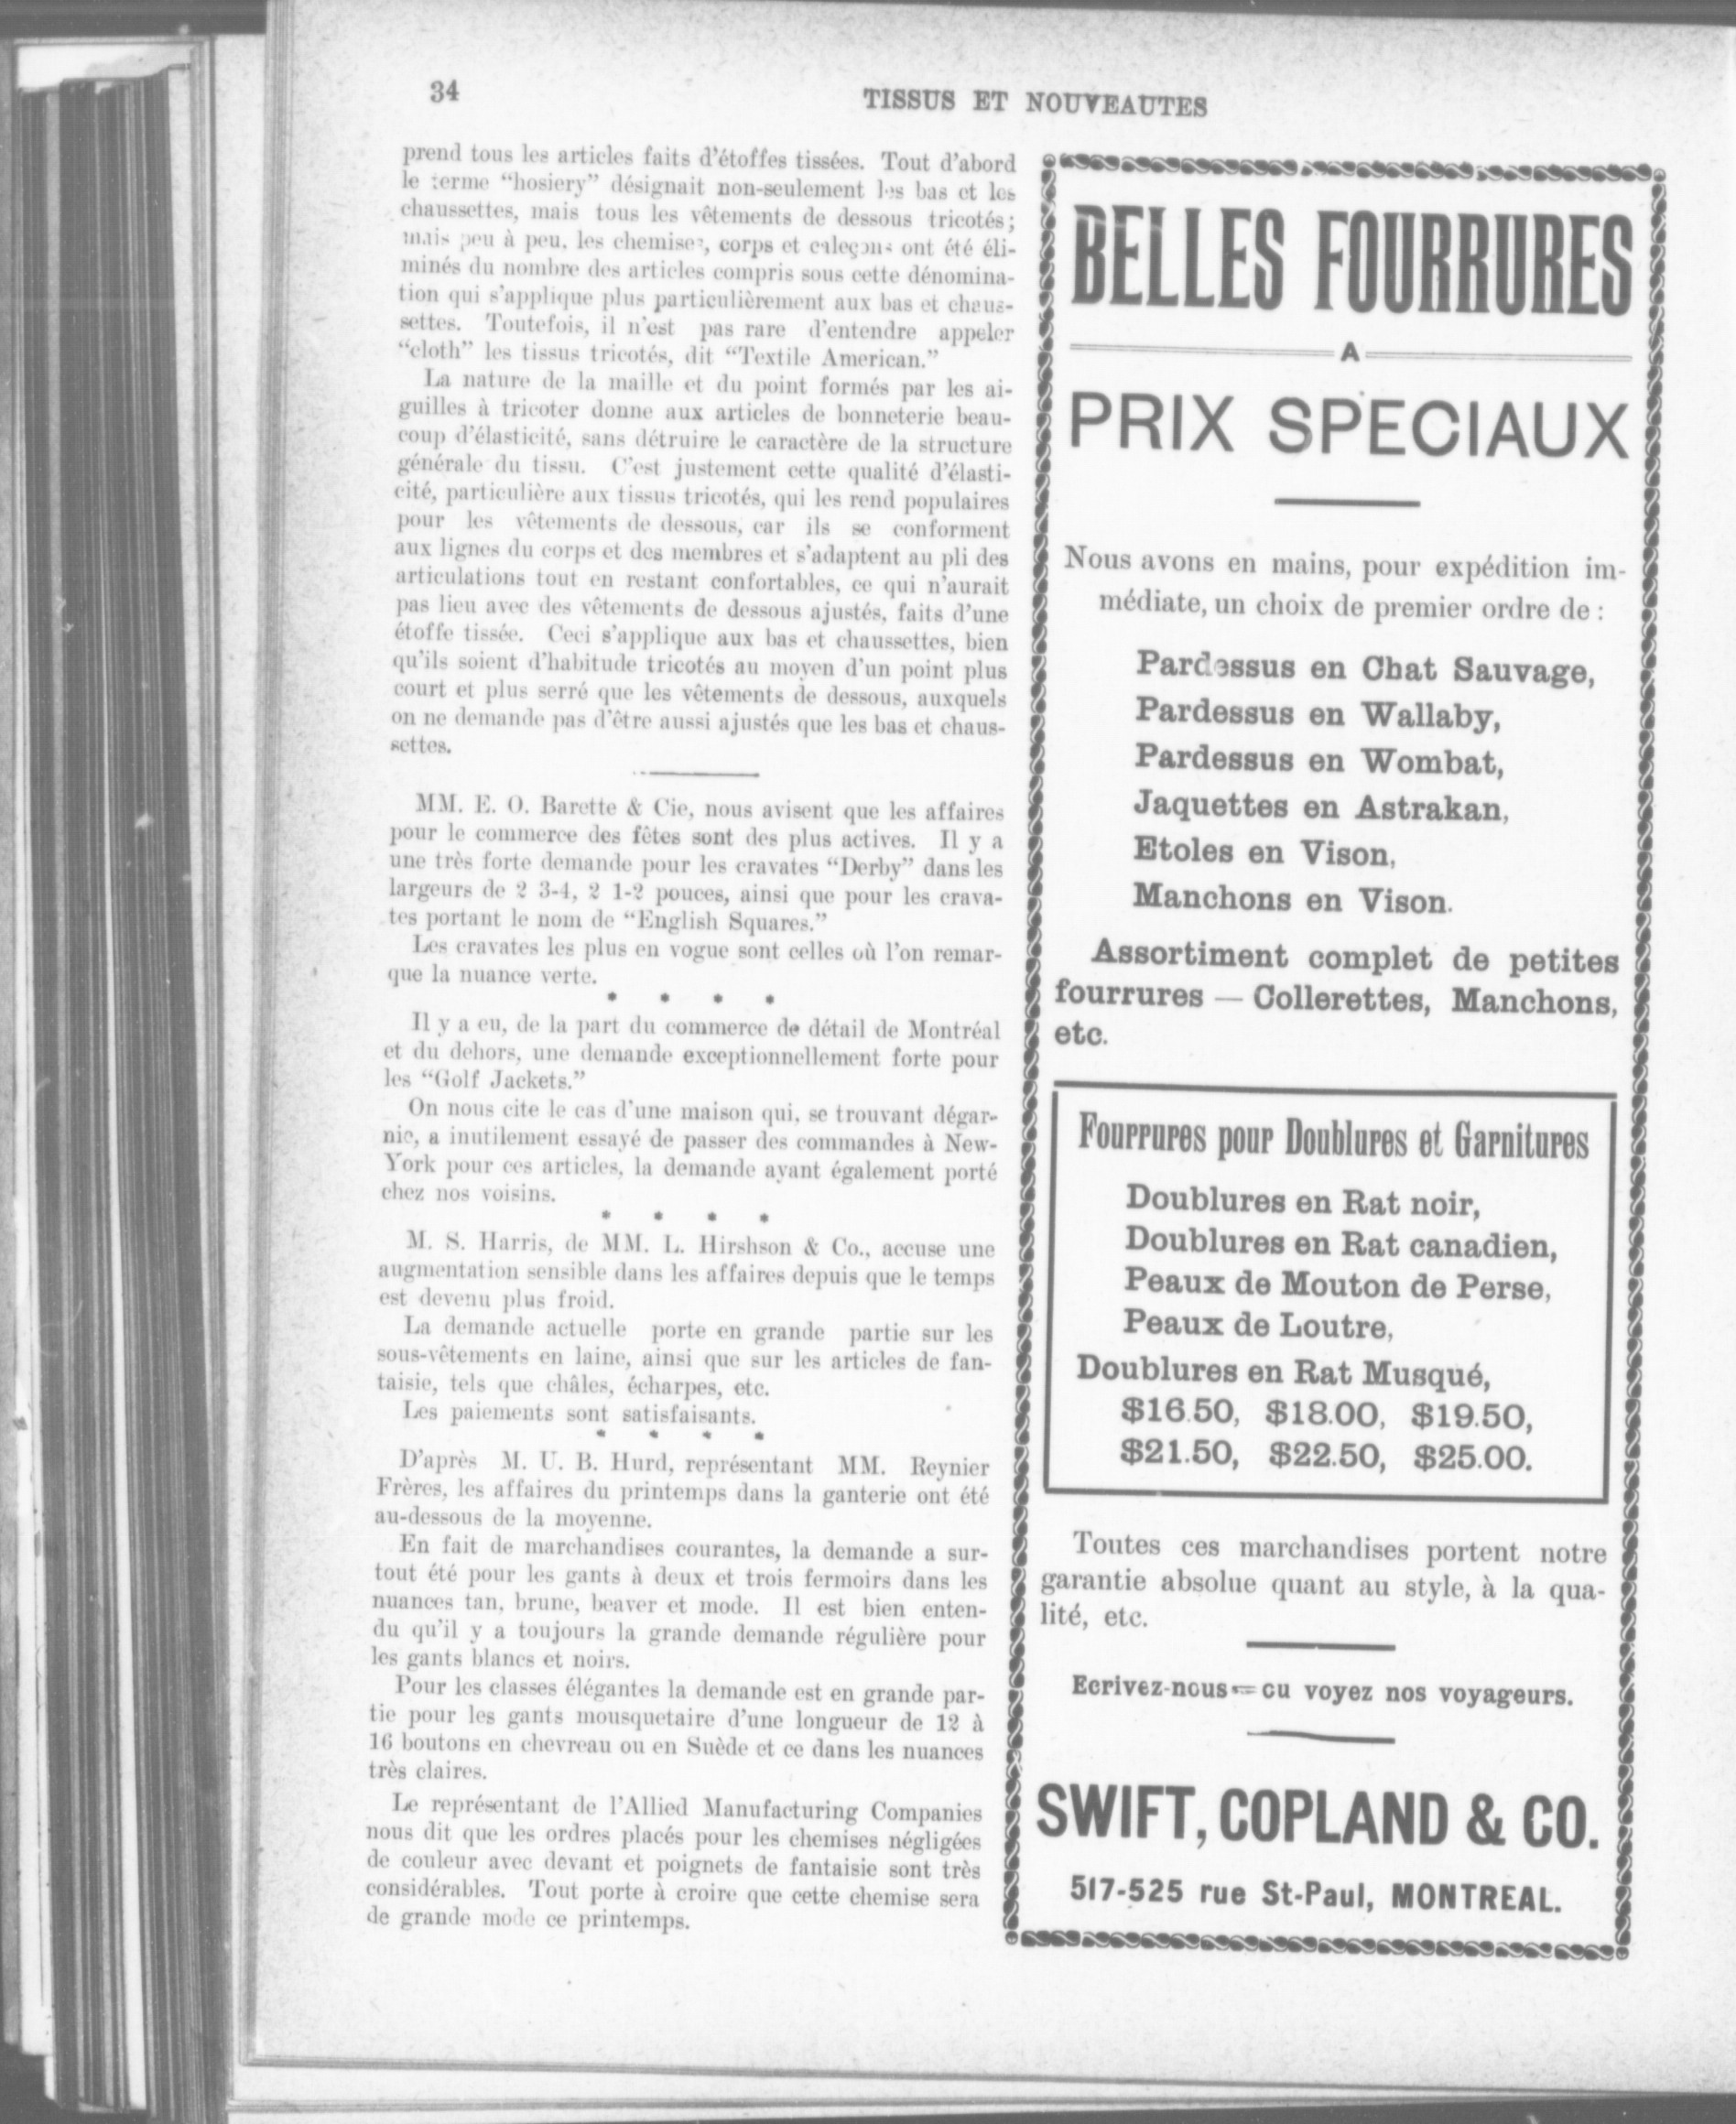 34
TISSUS ET NOUVEAUTES
prend tous les articles faits d'étoffes tissées. Tout d'abord
le terme "hosiery" désignait non-seulement les bas et les
chaussettes, mais tous les vêtements de dessous tricotés;
mais peu à peu, les chemises, corps et caleçons ont été éli-
minés du nombre des articles compris sous cette dénomina-
tion qui s'applique plus particulièrement aux bas et chaus-
settes. Toutefois, il n'est pas rare d'entendre appeler
"cloth" les tissus tricotés, dit "Textile American."
La nature de la maille et du point formés par les ai-
guilles à tricoter donne aux articles de bonneterie beau-
coup d'élasticité, sans détruire le caractère de la structure
générale du tissu. C'est justement cette qualité d'élasti-
cité, particulière aux tissus tricotés, qui les rend populaires
pour les vêtements de dessous, car ils se conforment
aux lignes du corps et des membres et s'adaptent au pli des
articulations tout en restant confortables, ce qui n'aurait
pas lieu avec des vêtements de dessous ajustés, faits d'une
étoffe tissée. Ceci s'applique aux bas et chaussettes, bien
qu'ils soient d'habitude tricotés au moyen d'un point plus
court et plus serré que les vêtements de dessous, auxquels
on ne demande pas d'être aussi ajustés que les bas et chaus-
settes.
MM. E. O. Barette & Cie, nous avisent que les affaires
pour le commerce des fêtes sont des plus actives. Il y a
une très forte demande pour les cravates "Derby" dans les
largeurs de 2 3-4, 2 1-2 pouces, ainsi que pour les crava-
tes portant le nom de "English Squares."
Les cravates les plus en vogue sont celles où l'on remar-
que la nuance verte.
* * * *
Il y a eu, de la part du commerce de détail de Montréal
et du dehors, une demande exceptionnellement forte pour
les "Golf Jackets."
On nous cite le cas d'une maison qui, se trouvant dégar-
nie, a inutilement essayé de passer des commandes à New-
York pour ces articles, la demande ayant également porté
chez nos voisins.
* * * *
M. S. Harris, de MM. L. Hirshson & Co., accuse une
augmentation sensible dans les affaires depuis que le temps
est devenu plus froid.
La demande actuelle porte en grande partie sur les
sous-vêtements en laine, ainsi que sur les articles de fan-
taisie, tels que châles, écharpes, etc.
Les paiements sont satisfaisants.
* * * *
D'après M. U. B. Hurd, représentant MM. Reynier
Frères, les affaires du printemps dans la ganterie ont été
au-dessous de la moyenne.
En fait de marchandises courantes, la demande a sur-
tout été pour les gants à deux et trois fermoirs dans les
nuances tan, brune, beaver et mode. Il est bien enten-
du qu'il y a toujours la grande demande régulière pour
les gants blancs et noirs.
Pour les classes élégantes la demande est en grande par-
tie pour les gants mousquetaire d'une longueur de 12 à
16 boutons en chevreau ou en Suède et ce dans les nuances
très claires.
Le représentant de l'Allied Manufacturing Companies
nous dit que les ordres placés pour les chemises négligées
de couleur avec devant et poignets de fantaisie sont très
considérables. Tout porte à croire que cette chemise sera
de grande mode ce printemps.
BELLES FOURRURES
A
PRIX SPECIAUX
Nous avons en mains, pour expédition im-
médiate, un choix de premier ordre de :
Pardessus en Chat Sauvage,
Pardessus en Wallaby,
Pardessus en Wombat,
Jaquettes en Astrakan,
Etoles en Vison,
Manchons en Vison.
Assortiment complet de petites
fourrures — Collerettes, Manchons,
etc.
Fourrures pour Doublures et Garnitures
Doublures en Rat noir,
Doublures en Rat canadien,
Peaux de Mouton de Perse,
Peaux de Loutre,
Doublures en Rat Musqué,
$16.50, $18.00, $19.50,
$21.50, $22.50, $25.00.
Toutes ces marchandises portent notre
garantie absolue quant au style, à la qua-
lité, etc.
Ecrivez-nous — ou voyez nos voyageurs.
SWIFT, COPLAND & CO.
517-525 rue St-Paul, MONTREAL.